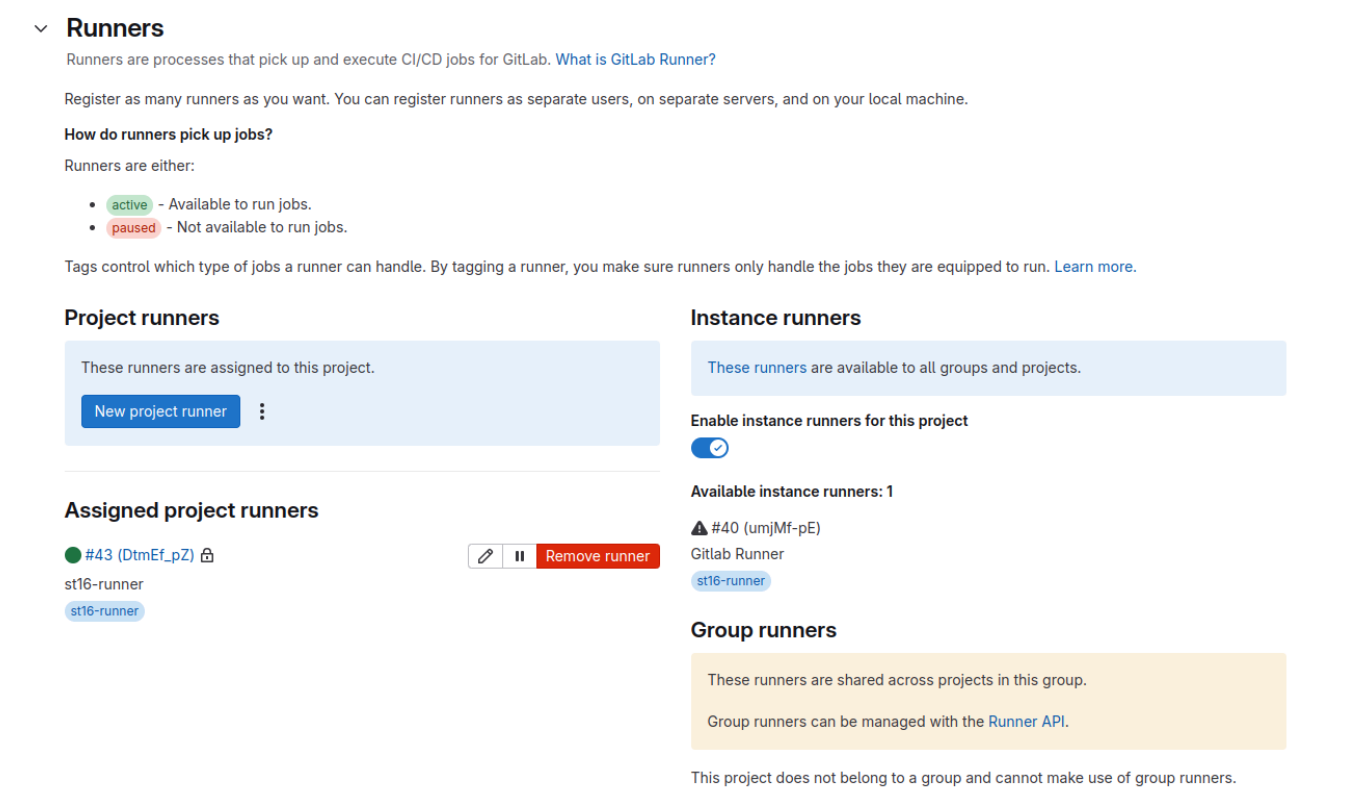 Runners
Runners are processes that pick up and execute CI/CD jobs for GitLab. What is GitLab Runner?
Register as many runners as you want. You can register runners as separate users, on separate servers, and on your local machine.
How do runners pick up jobs?
Runners are either:
active - Available to run jobs.
paused - Not available to run jobs.
Tags control which type of jobs a runner can handle. By tagging a runner, you make sure runners only handle the jobs they are equipped to run. Learn more.
Project runners
These runners are assigned to this project.
New project runner
Assigned project runners
#43 (DtmEf_pZ)
Remove runner
st16-runner
st16-runner
Instance runners
These runners are available to all groups and projects.
Enable instance runners for this project
Available instance runners: 1
#40 (umjMf-pE)
Gitlab Runner
st16-runner
Group runners
These runners are shared across projects in this group.
Group runners can be managed with the Runner API.
This project does not belong to a group and cannot make use of group runners.